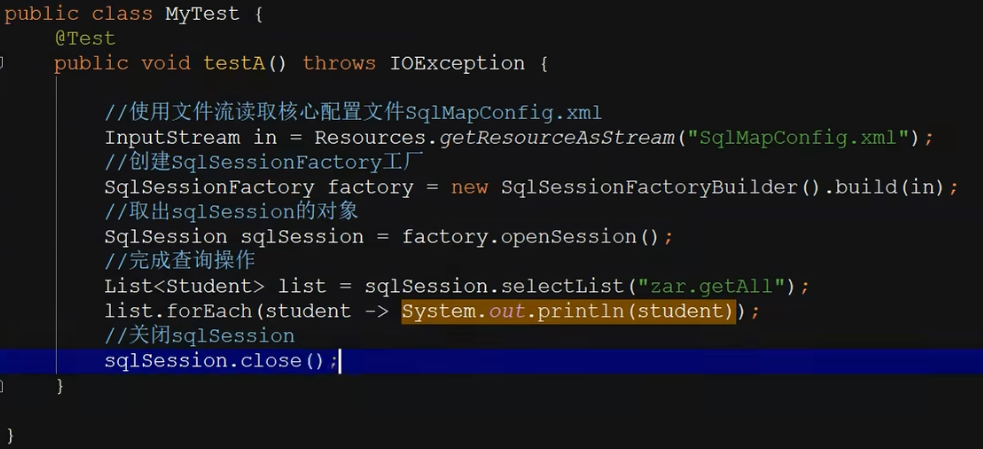 public class MyTest {
@Test
public void testA() throws IOException {
//使用文件流读取核心配置文件SqlMapConfig.xml
InputStream in = Resources.getResourceAsStream("SqlMapConfig.xml");
//创建SqlSessionFactory工厂
SqlSessionFactory factory = new SqlSessionFactoryBuilder().build(in);
//取出sqlSession的对象
SqlSession sqlSession = factory.openSession();
//完成查询操作
List<Student> list = sqlSession.selectList("zar.getAll");
list.forEach(student -> System.out.println(student));
//关闭sqlSession
sqlSession.close();
}
}